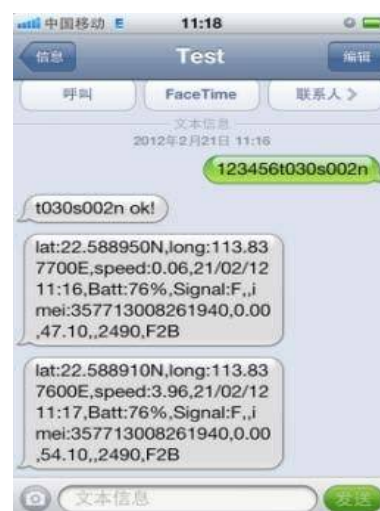 中国移动 E 11:18
信息 Test 编辑
呼叫 FaceTime 联系人 >
文本信息
2012年2月21日 11:16
123456t030s002n
t030s002n ok!
lat:22.588950N,long:113.83
7700E,speed:0.06,21/02/12
11:16,Batt:76%,Signal:F,,i
mei:357713008261940,0.00
,47.10,,2490,F2B
lat:22.588910N,long:113.83
7600E,speed:3.96,21/02/12
11:17,Batt:76%,Signal:F,,i
mei:357713008261940,0.00
,54.10,,2490,F2B
文本信息 发送